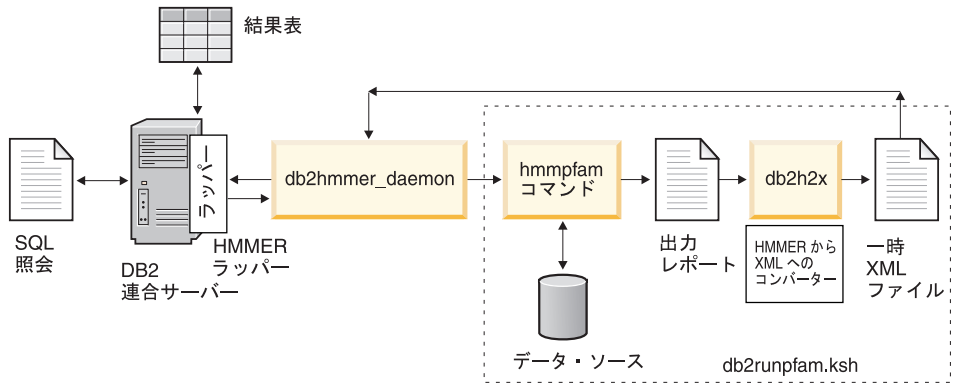 結果表
ラッパー
db2hmmer_daemon
hmmpfam
コマンド
db2h2x
SQL
照会
DB2
連合サーバー
HMMER
ラッパー
出力
レポート
HMMER から
XML への
コンバーター
一時
XML
ファイル
データ・ソース
db2runpfam.ksh